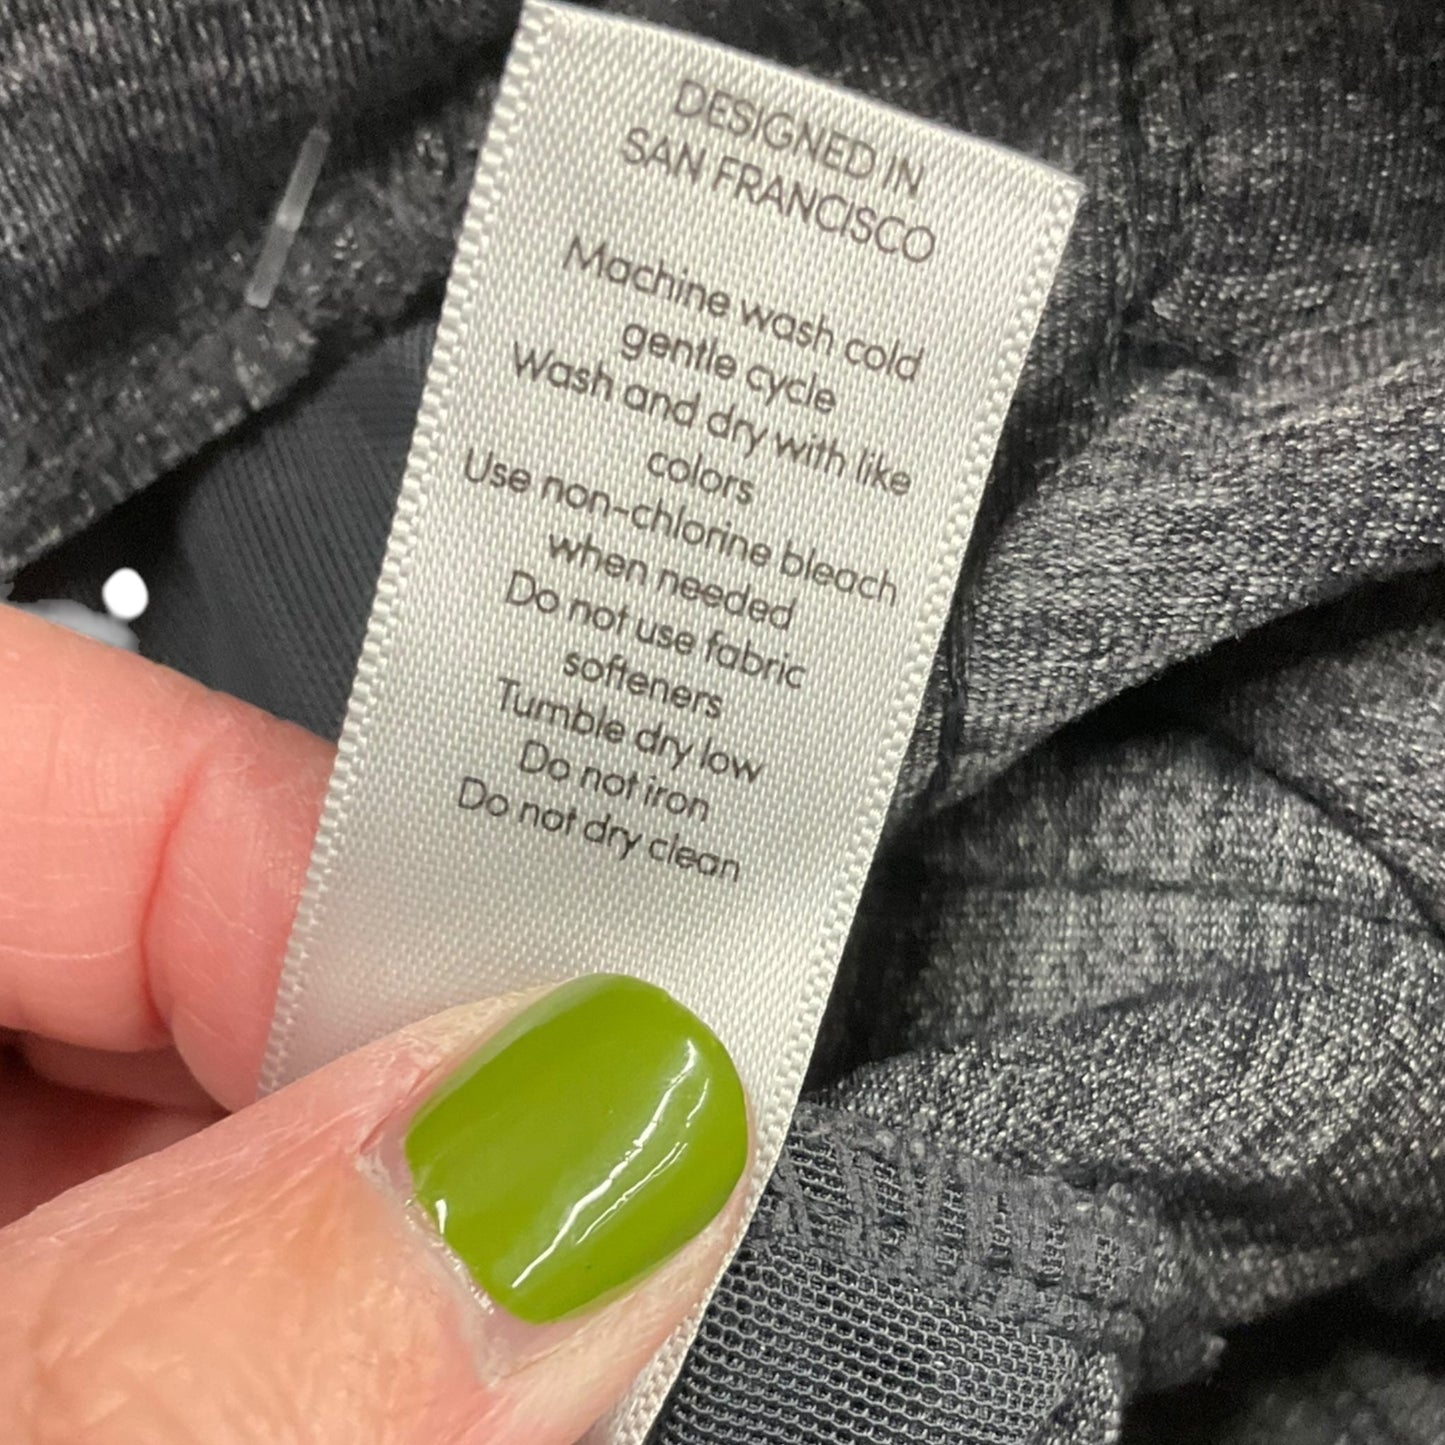 DESIGNED IN
SAN FRANCISCO
Machine wash cold
gentle cycle
Wash and dry with like
colors
Use non-chlorine bleach
when needed
Do not use fabric
softeners
Tumble dry low
Do not iron
Do not dry clean